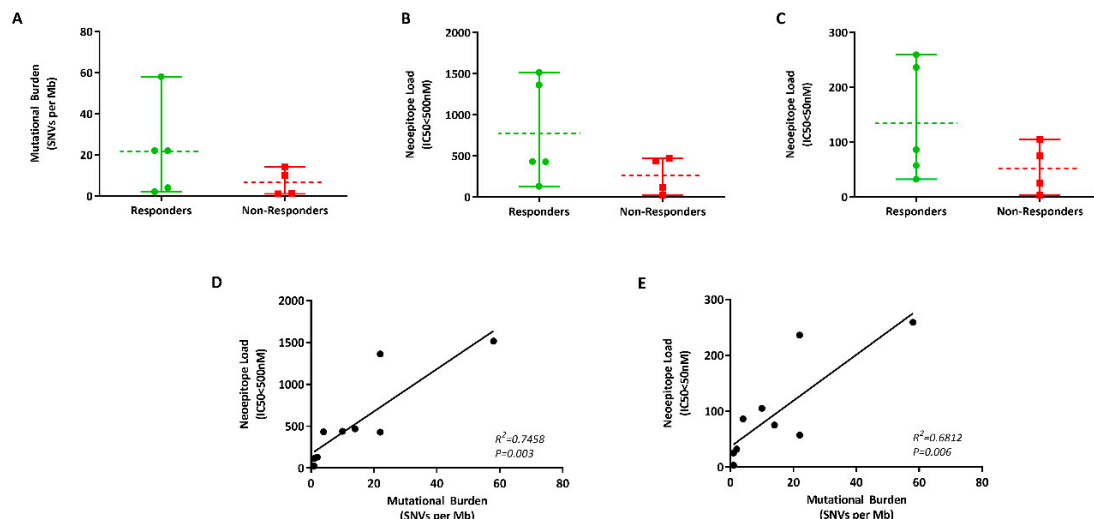 A
Mutational Burden
(SNVs per Mb)
80
60
40
20
0
Responders
Non-Responders
B
Neoepitope Load
(IC50<500nM)
2000
1500
1000
500
0
Responders
Non-Responders
C
Neoepitope Load
(IC50<50nM)
300
200
100
0
Responders
Non-Responders
D
Neoepitope Load
(IC50<500nM)
2000
1500
1000
500
0
R²=0.7458
P=0.003
0
20
40
60
80
Mutational Burden
(SNVs per Mb)
E
Neoepitope Load
(IC50<50nM)
300
200
100
0
R²=0.6812
P=0.006
0
20
40
60
80
Mutational Burden
(SNVs per Mb)